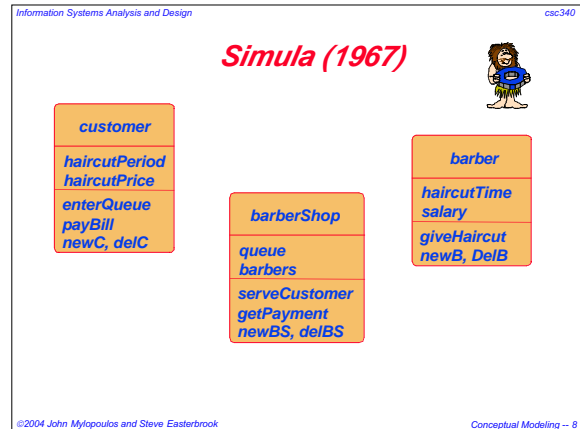 Information Systems Analysis and Design
csc340
Simula (1967)
customer
haircutPeriod
haircutPrice
enterQueue
payBill
newC, delC
barberShop
queue
barbers
serveCustomer
getPayment
newBS, delBS
barber
haircutTime
salary
giveHaircut
newB, DelB
©2004 John Mylopoulos and Steve Easterbrook
Conceptual Modeling -- 8